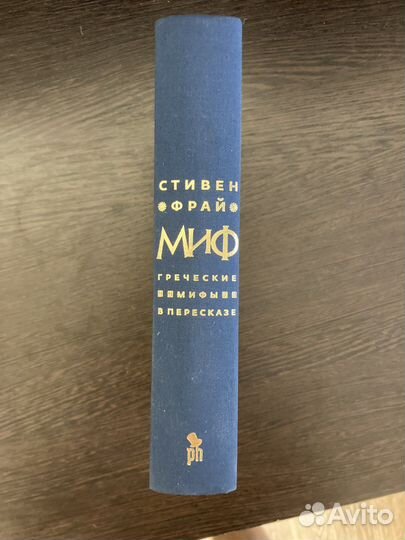 СТИВЕН
ФРАЙ
МИФ
ГРЕЧЕСКИЕ
МИФЫ
В ПЕРЕСКАЗЕ
ph
Avito